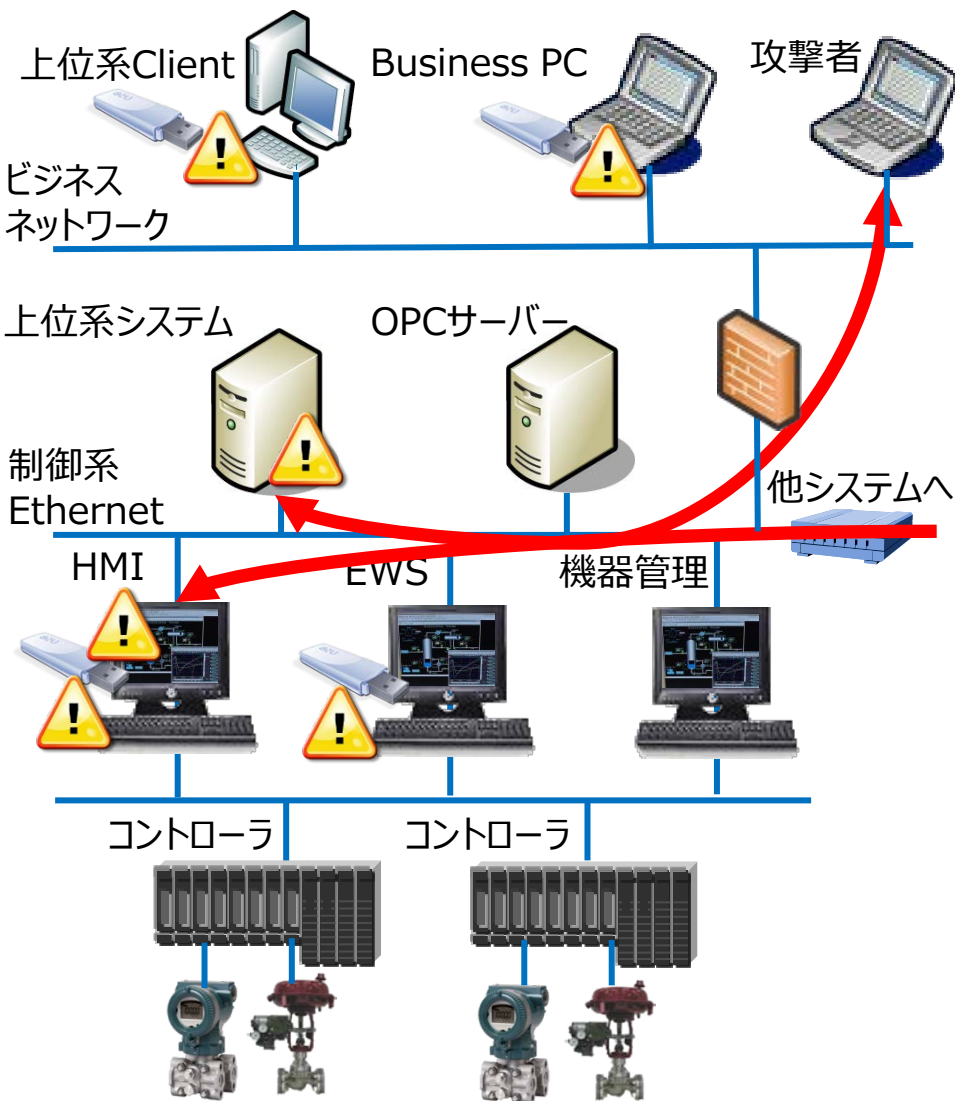 上位系Client
Business PC
攻撃者
ビジネス
ネットワーク
上位系システム
OPCサーバー
制御系
Ethernet
他システムへ
HMI
EWS
機器管理
コントローラ
コントローラ